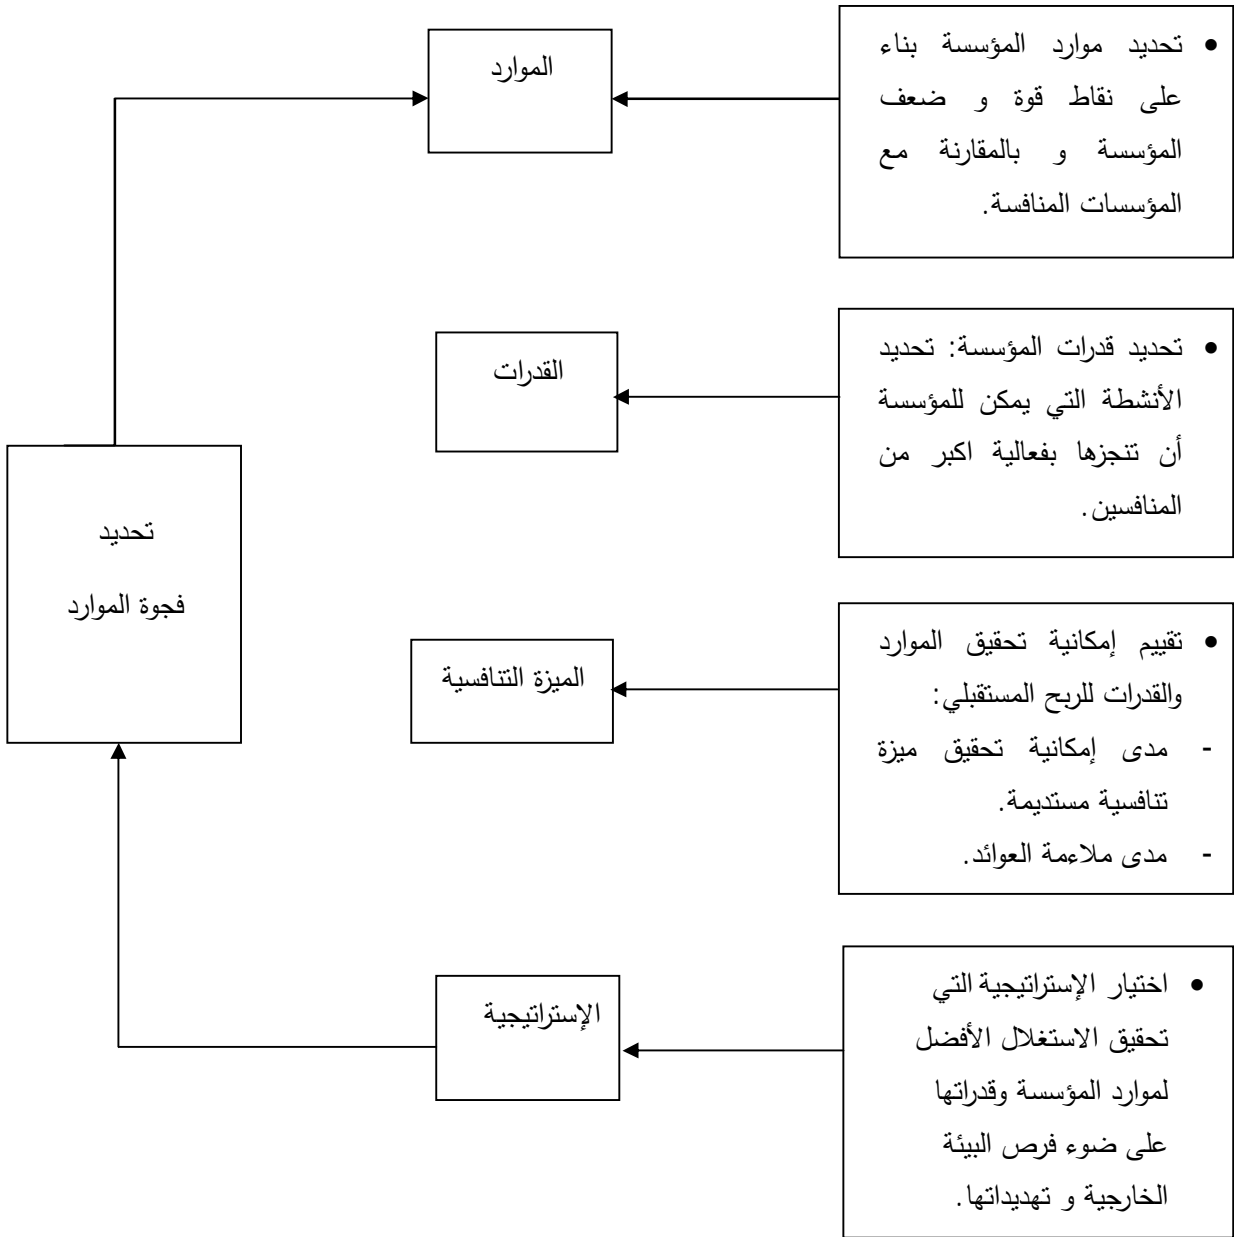 الموارد
• تحديد موارد المؤسسة بناء
على نقاط قوة و ضعف
المؤسسة و بالمقارنة مع
المؤسسات المنافسة.
القدرات
• تحديد قدرات المؤسسة: تحديد
الأنشطة التي يمكن للمؤسسة
أن تنجزها بفعالية اكبر من
المنافسين.
تحديد
فجوة الموارد
الميزة التنافسية
• تقييم إمكانية تحقيق الموارد
والقدرات للربح المستقبلي:
- مدى إمكانية تحقيق ميزة
تنافسية مستديمة.
- مدى ملاءمة العوائد.
الإستراتيجية
• اختيار الإستراتيجية التي
تحقيق الاستغلال الأفضل
لموارد المؤسسة وقدراتها
على ضوء فرص البيئة
الخارجية و تهديداتها.